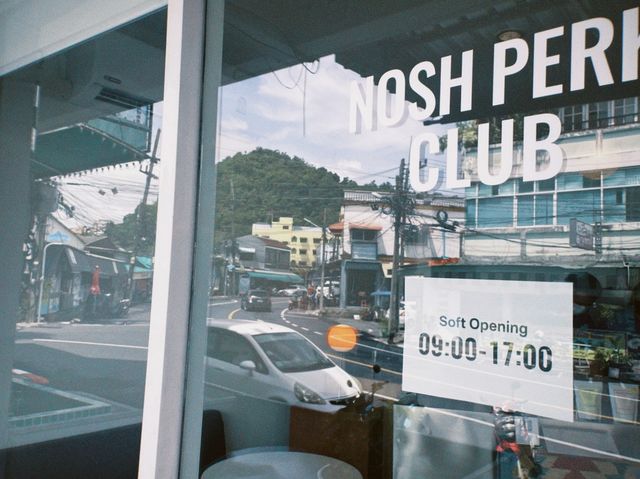 NOSH PERK
CLUB
Soft Opening
09:00-17:00